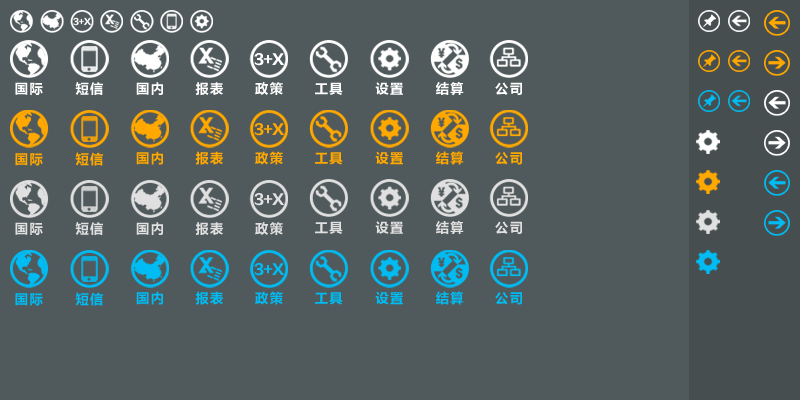 3+X X
国际 短信 国内 报表 政策 工具 设置 结算 公司
3+X X ¥ $
国际 短信 国内 报表 政策 工具 设置 结算 公司
3+X X ¥ $
国际 短信 国内 报表 政策 工具 设置 结算 公司
3+X X ¥ $
国际 短信 国内 报表 政策 工具 设置 结算 公司